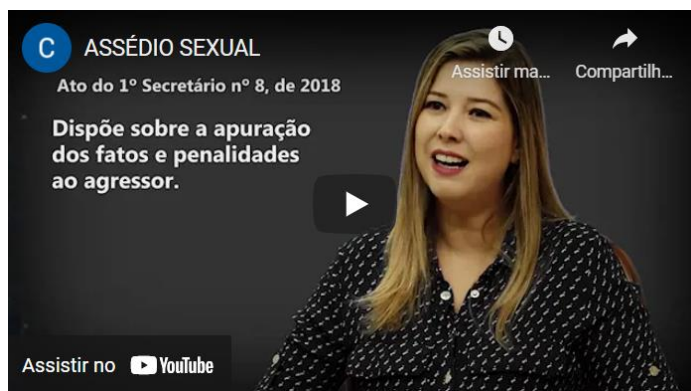 C
ASSÉDIO SEXUAL
Ato do 1º Secretário nº 8, de 2018
Assistir ma...
Compartilh...
Dispõe sobre a apuração
dos fatos e penalidades
ao agressor.
Assistir no YouTube